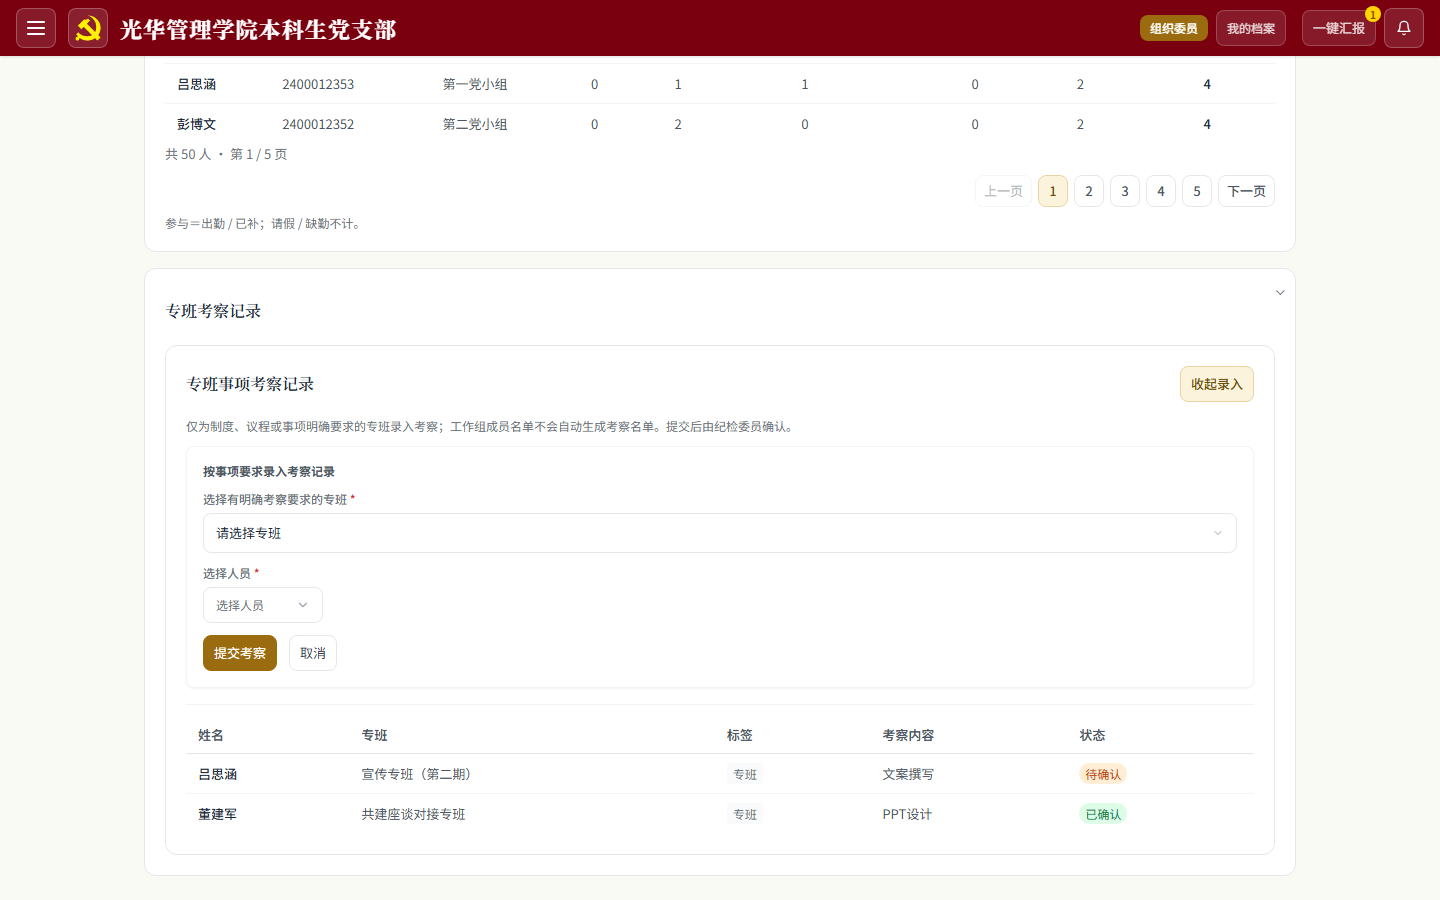 光华管理学院本科生党支部
组织委员 我的档案 一键汇报 1
吕思涵 2400012353 第一党小组 0 1 1 0 2 4
彭博文 2400012352 第二党小组 0 2 0 0 2 4
共 50 人 · 第 1 / 5 页
上一页 1 2 3 4 5 下一页
参与＝出勤 / 已补；请假 / 缺勤不计。
专班考察记录
专班事项考察记录 收起录入
仅为制度、议程或事项明确要求的专班录入考察；工作组成员名单不会自动生成考察名单。提交后由纪检委员确认。
按事项要求录入考察记录
选择有明确考察要求的专班 *
请选择专班
选择人员 *
选择人员
提交考察 取消
姓名 专班 标签 考察内容 状态
吕思涵 宣传专班（第二期） 专班 文案撰写 待确认
董建军 共建座谈对接专班 专班 PPT设计 已确认